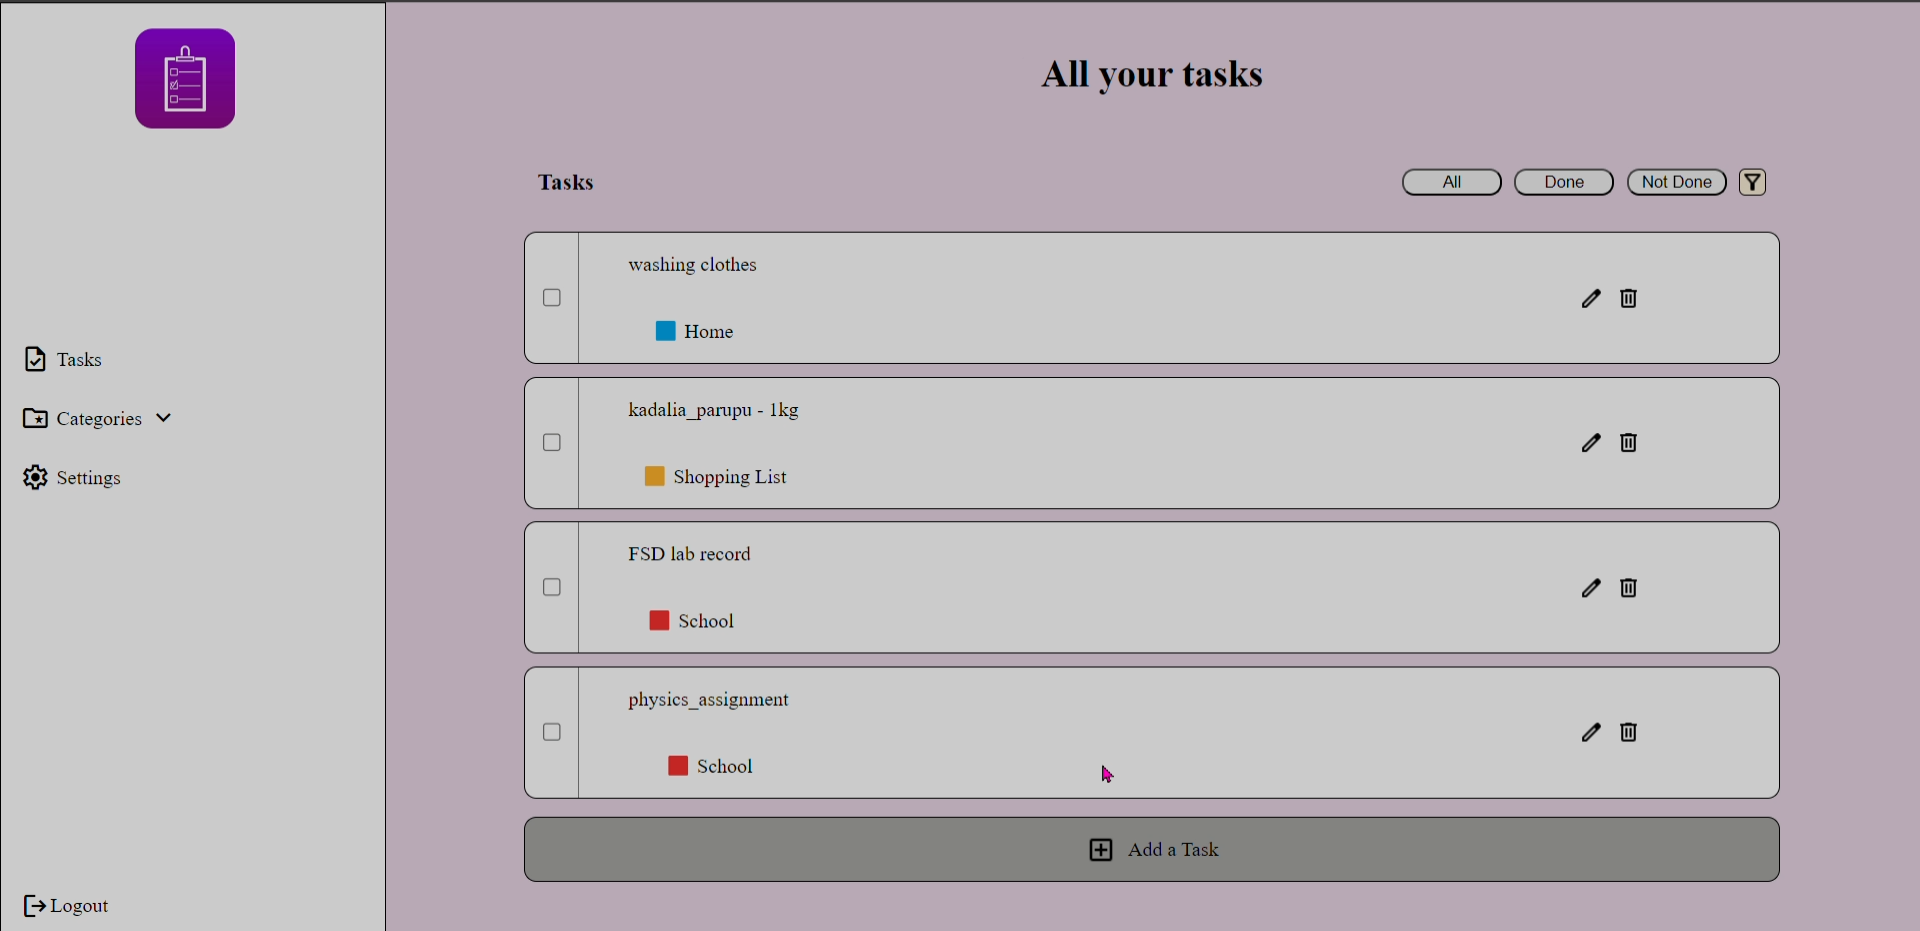 All your tasks
Tasks
All
Done
Not Done
washing clothes
Home
kadalia_parupu - 1kg
Shopping List
FSD lab record
School
physics_assignment
School
Add a Task
Tasks
Categories
Settings
Logout